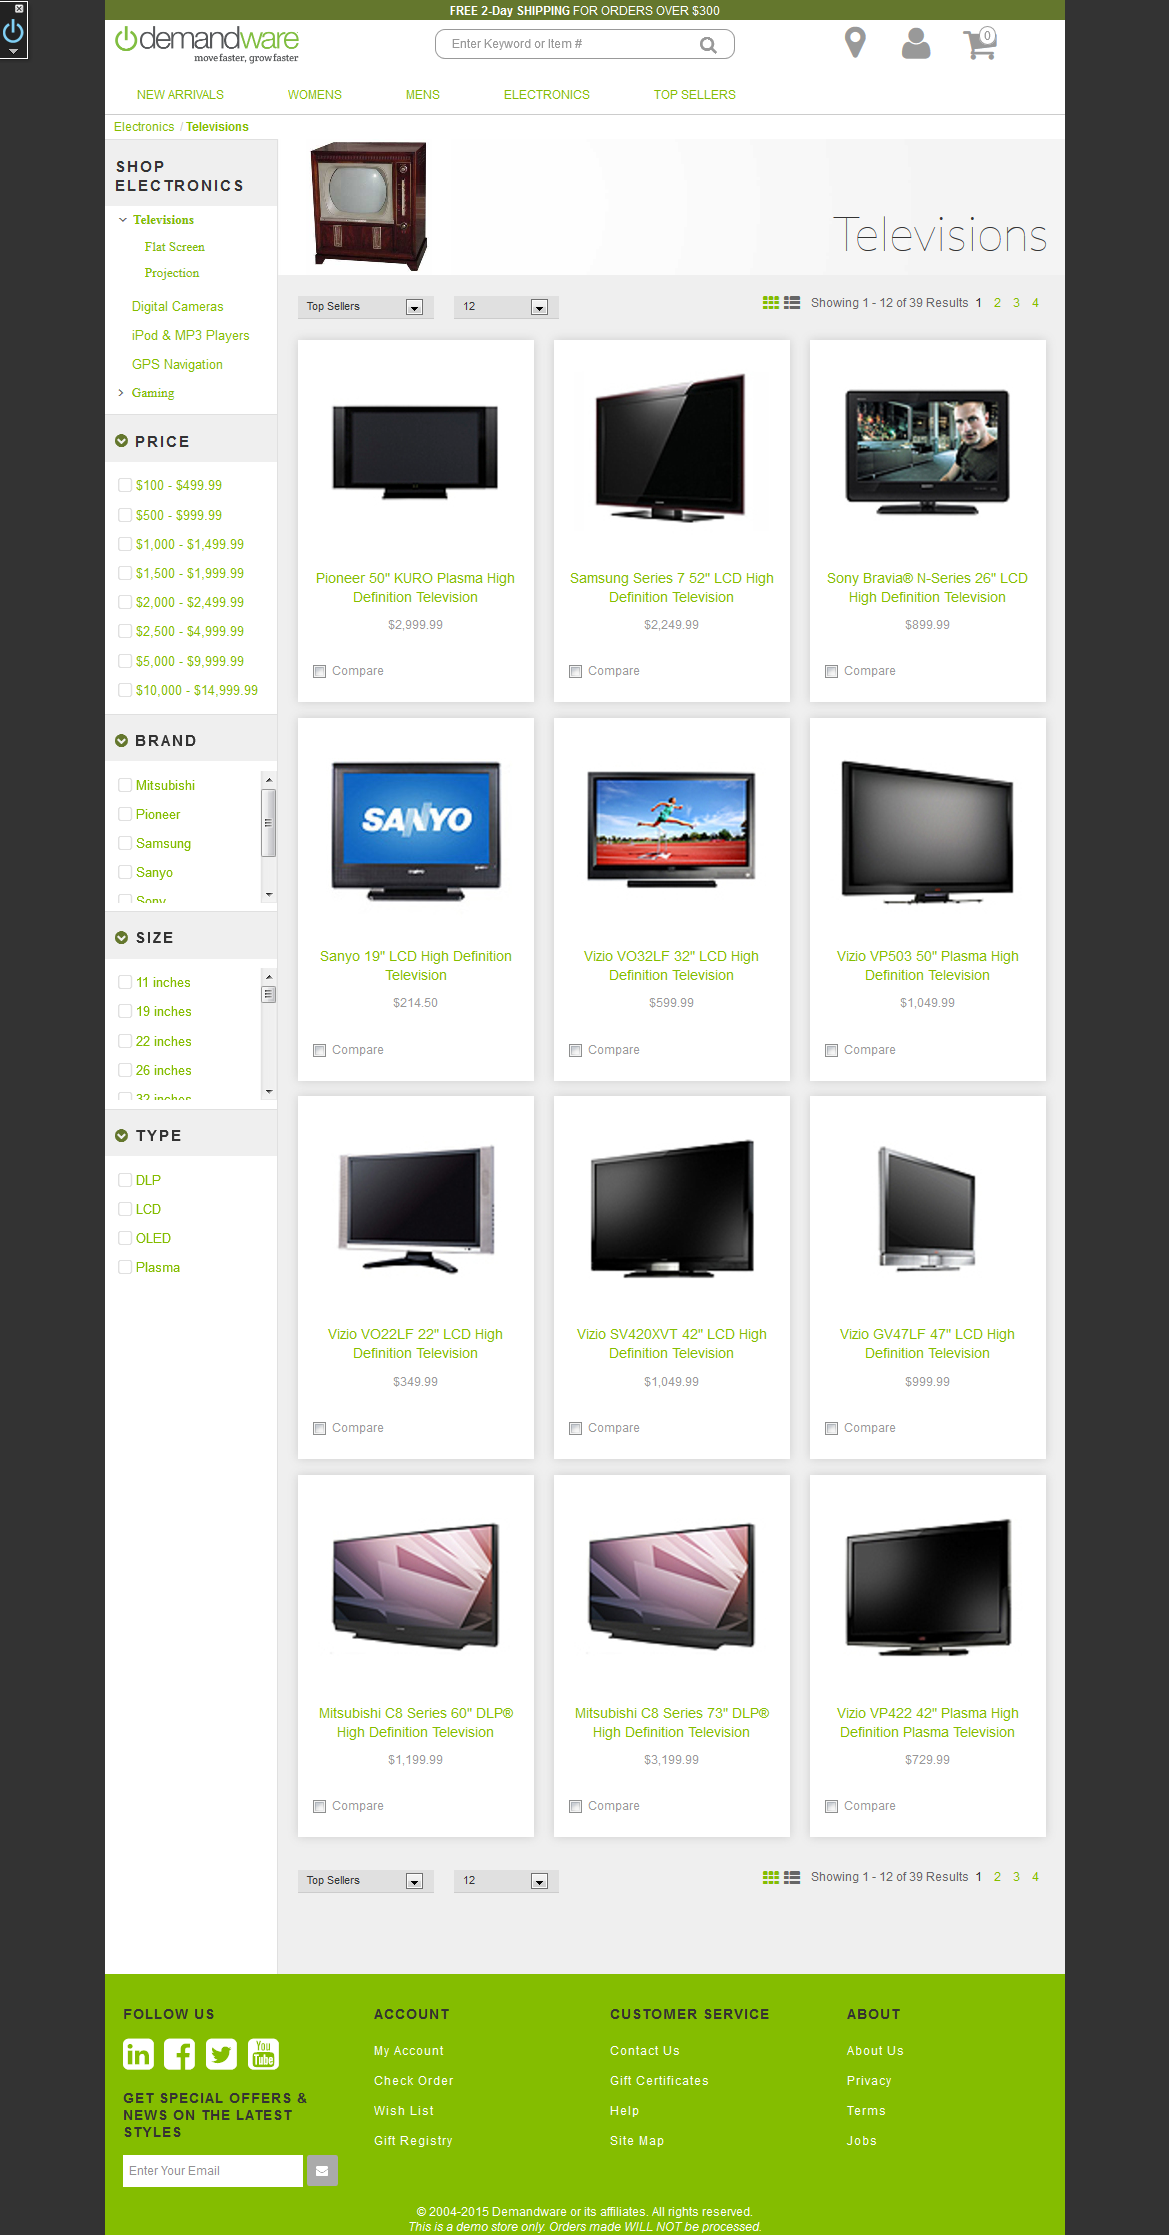 FREE 2-Day SHIPPING FOR ORDERS OVER $300
demandware
move faster, grow faster
Enter Keyword or Item #
0
NEW ARRIVALS WOMENS MENS ELECTRONICS TOP SELLERS
Electronics / Televisions
SHOP
ELECTRONICS
Televisions
Flat Screen
Projection
Digital Cameras
iPod & MP3 Players
GPS Navigation
Gaming
PRICE
$100 - $499.99
$500 - $999.99
$1,000 - $1,499.99
$1,500 - $1,999.99
$2,000 - $2,499.99
$2,500 - $4,999.99
$5,000 - $9,999.99
$10,000 - $14,999.99
BRAND
Mitsubishi
Pioneer
Samsung
Sanyo
Sony
SIZE
11 inches
19 inches
22 inches
26 inches
32 inches
TYPE
DLP
LCD
OLED
Plasma
Televisions
Top Sellers 12 Showing 1 - 12 of 39 Results 1 2 3 4
Pioneer 50" KURO Plasma High
Definition Television
$2,999.99
Compare
Samsung Series 7 52" LCD High
Definition Television
$2,249.99
Compare
Sony Bravia® N-Series 26" LCD
High Definition Television
$899.99
Compare
SANYO
Sanyo 19" LCD High Definition
Television
$214.50
Compare
Vizio VO32LF 32" LCD High
Definition Television
$599.99
Compare
Vizio VP503 50" Plasma High
Definition Television
$1,049.99
Compare
Vizio VO22LF 22" LCD High
Definition Television
$349.99
Compare
Vizio SV420XVT 42" LCD High
Definition Television
$1,049.99
Compare
Vizio GV47LF 47" LCD High
Definition Television
$999.99
Compare
Mitsubishi C8 Series 60" DLP®
High Definition Television
$1,199.99
Compare
Mitsubishi C8 Series 73" DLP®
High Definition Television
$3,199.99
Compare
Vizio VP422 42" Plasma High
Definition Plasma Television
$729.99
Compare
Top Sellers 12 Showing 1 - 12 of 39 Results 1 2 3 4
FOLLOW US
in
You
Tube
GET SPECIAL OFFERS &
NEWS ON THE LATEST
STYLES
Enter Your Email
ACCOUNT
My Account
Check Order
Wish List
Gift Registry
CUSTOMER SERVICE
Contact Us
Gift Certificates
Help
Site Map
ABOUT
About Us
Privacy
Terms
Jobs
© 2004-2015 Demandware or its affiliates. All rights reserved.
This is a demo store only. Orders made WILL NOT be processed.